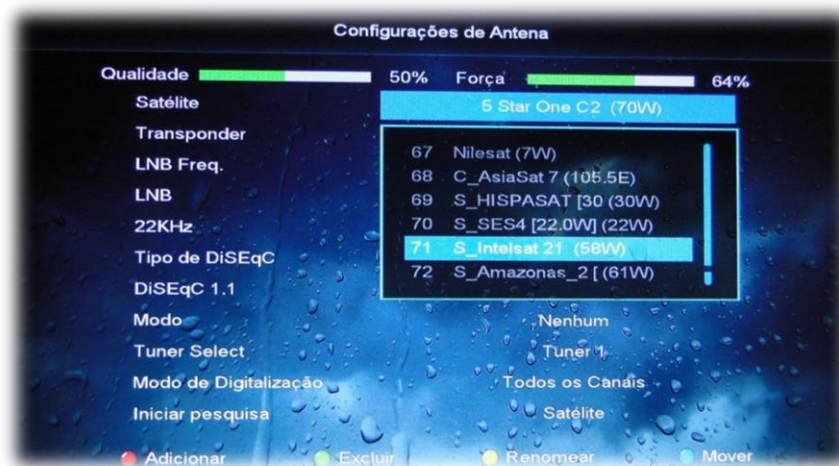 Configurações de Antena
Qualidade 50% Força 64%
Satélite 5 Star One C2 (70W)
Transponder
67 Nilesat (7W)
LNB Freq.
68 C_AsiaSat 7 (105.5E)
LNB
69 S_HISPASAT [30 (30W)
22KHz
70 S_SES4 [22.0W] (22W)
71 S_Intelsat 21 (58W)
Tipo de DiSEqC
72 S_Amazonas_2 [ (61W)
DiSEqC 1.1
Modo Nenhum
Tuner Select Tuner 1
Modo de Digitalização Todos os Canais
Iniciar pesquisa Satélite
Adicionar Excluir Renomear Mover